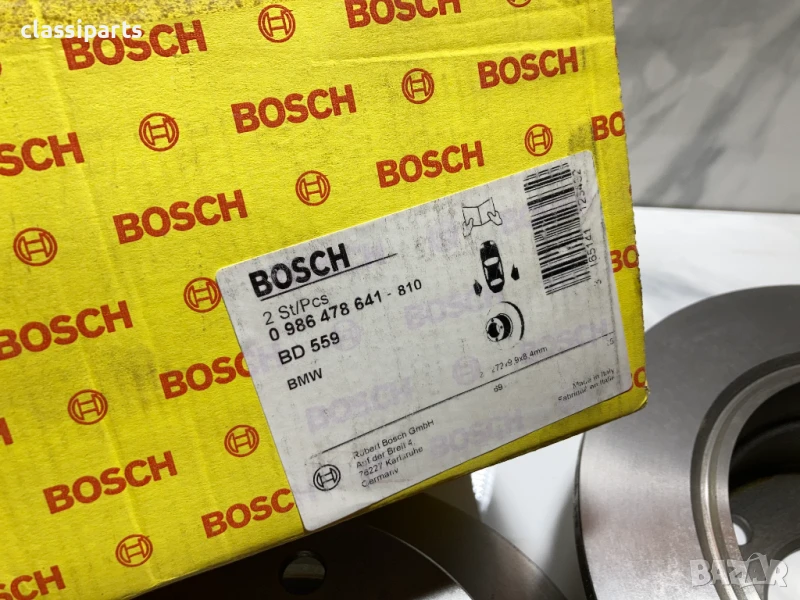 classiparts
BOSCH
BOSCH
BOSCH
BOSCH
BOSCH
BOSCH
BOSCH
BOSCH
BOSCH
BOSCH
2 St/Pcs
0 986 478 641 - 810
BD 559
BMW
Made in Italy
Robert Bosch GmbH
Auf der Breit 4
76227 Karlsruhe
Germany
BOSCH
BOSCH
BAZAR